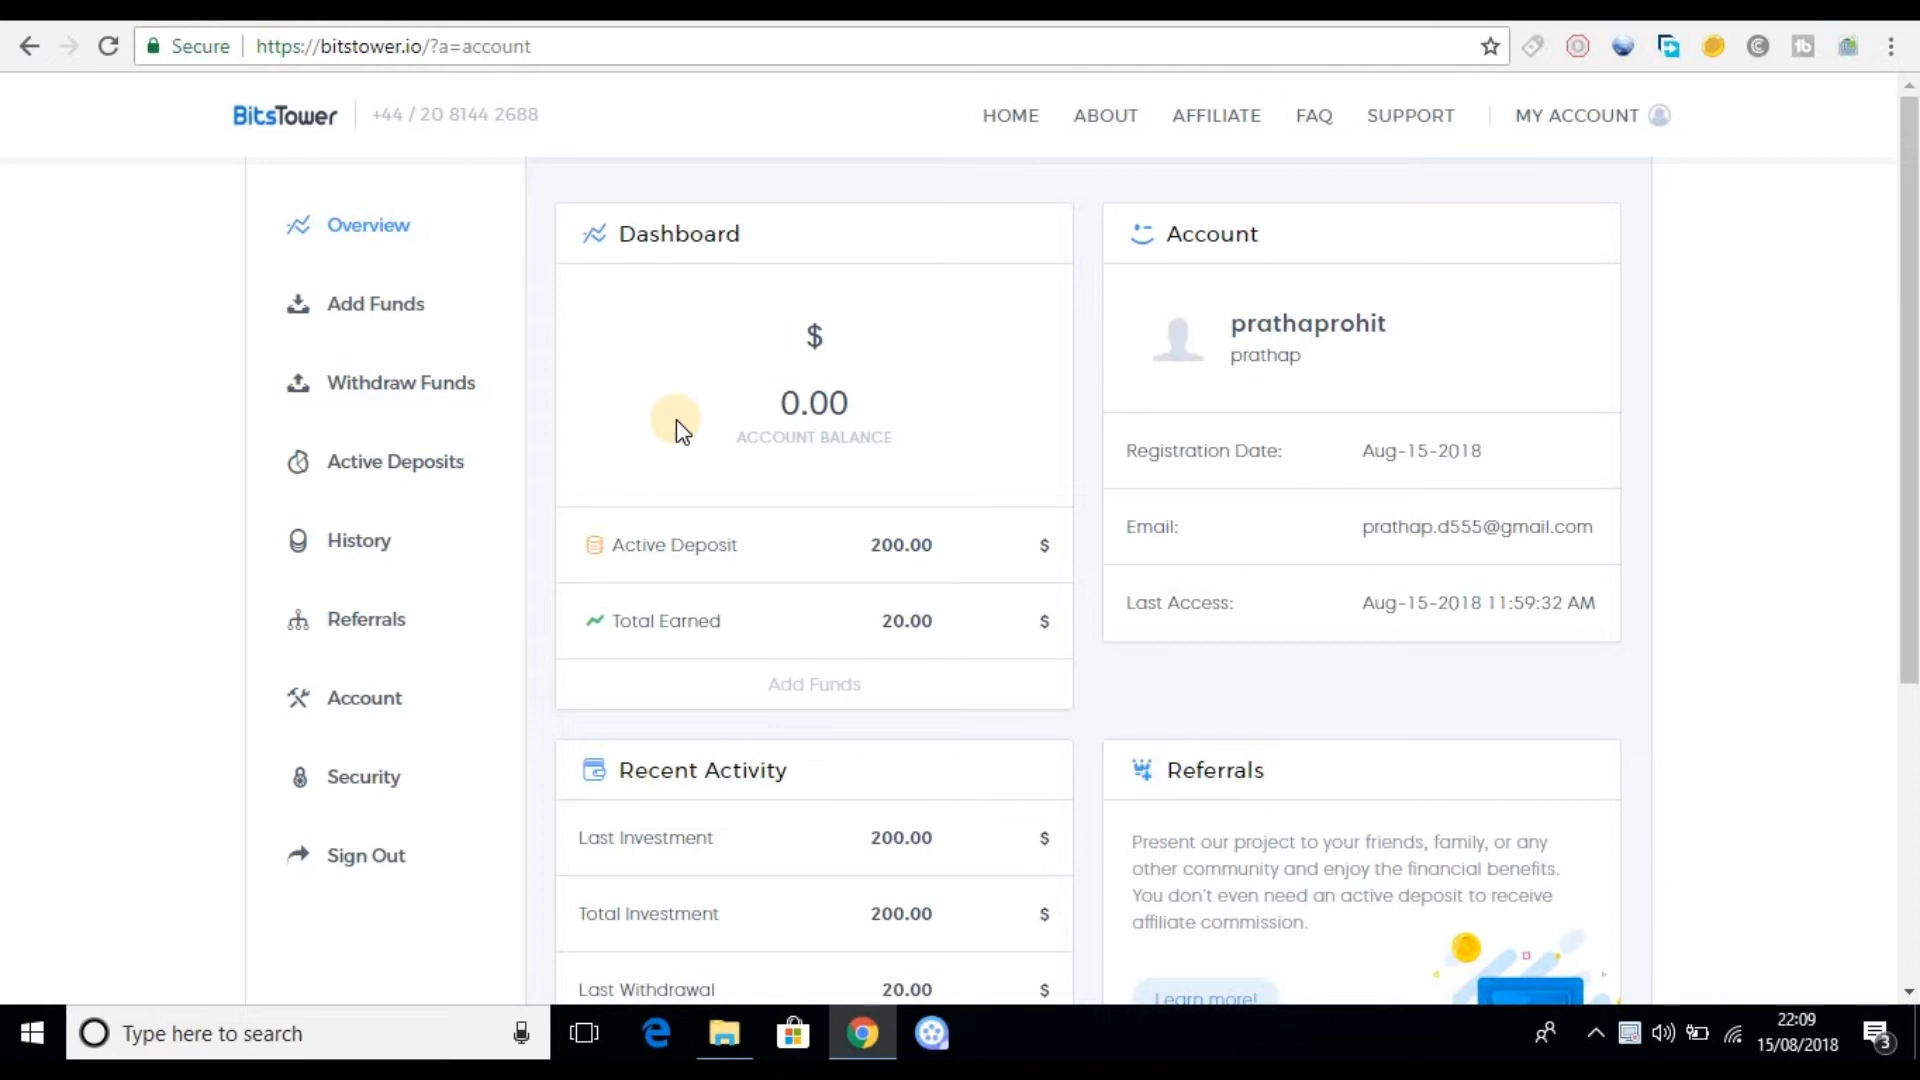 Secure https://bitstower.io/?a=account
BitsTower +44 / 20 8144 2688 HOME ABOUT AFFILIATE FAQ SUPPORT MY ACCOUNT
Overview
Add Funds
Withdraw Funds
Active Deposits
History
Referrals
Account
Security
Sign Out
Dashboard
$
0.00
ACCOUNT BALANCE
Active Deposit 200.00 $
Total Earned 20.00 $
Add Funds
Account
prathaprohit
prathap
Registration Date: Aug-15-2018
Email: prathap.d555@gmail.com
Last Access: Aug-15-2018 11:59:32 AM
Recent Activity
Last Investment 200.00 $
Total Investment 200.00 $
Last Withdrawal 20.00 $
Referrals
Present our project to your friends, family, or any
other community and enjoy the financial benefits.
You don't even need an active deposit to receive
affiliate commission.
Learn more!
Type here to search
22:09
15/08/2018
3